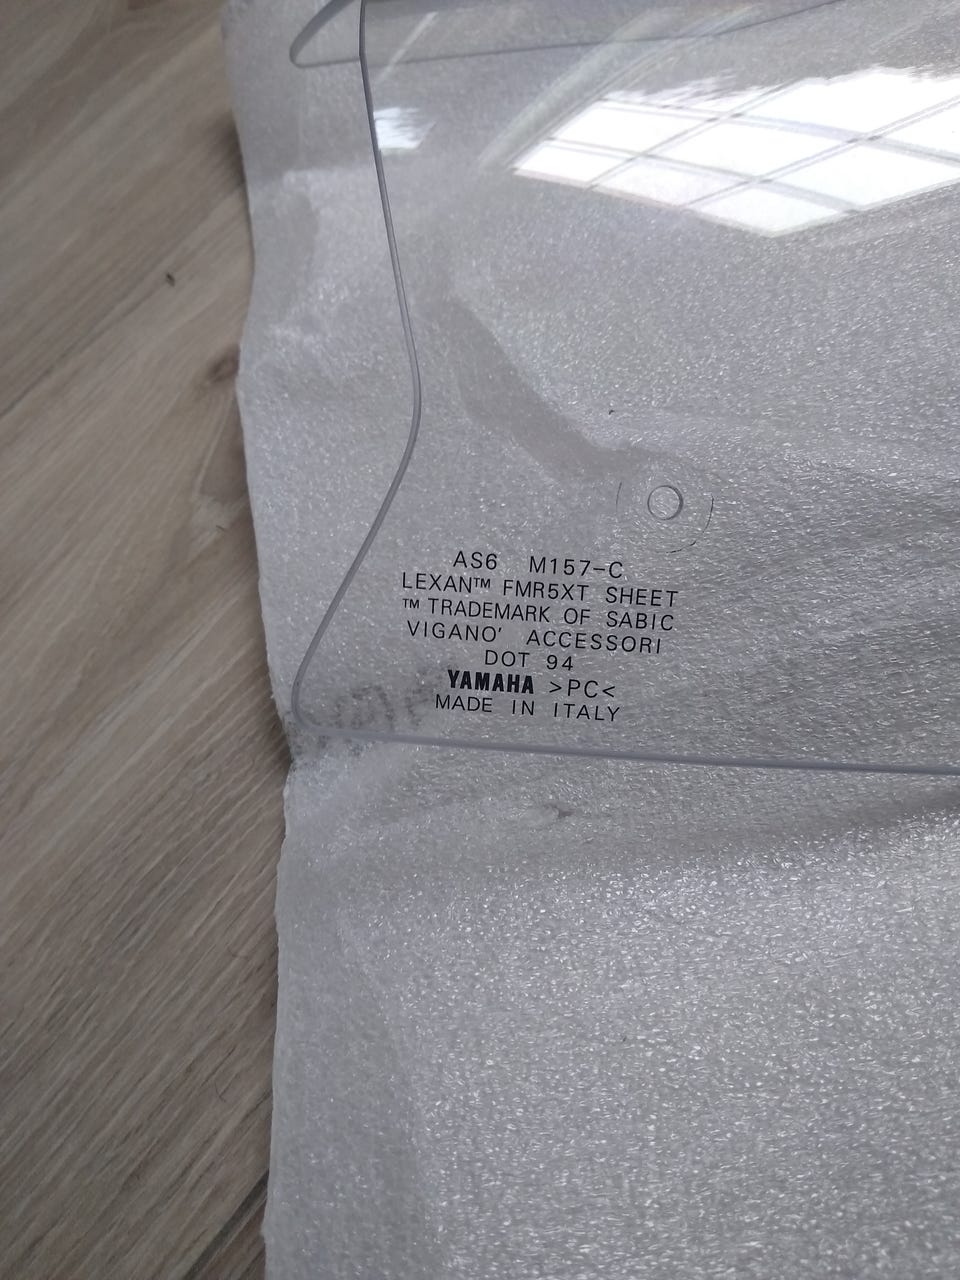 AS6 M157-C
LEXAN™ FMR5XT SHEET
™ TRADEMARK OF SABIC
VIGANO' ACCESSORI
DOT 94
YAMAHA >PC<
MADE IN ITALY